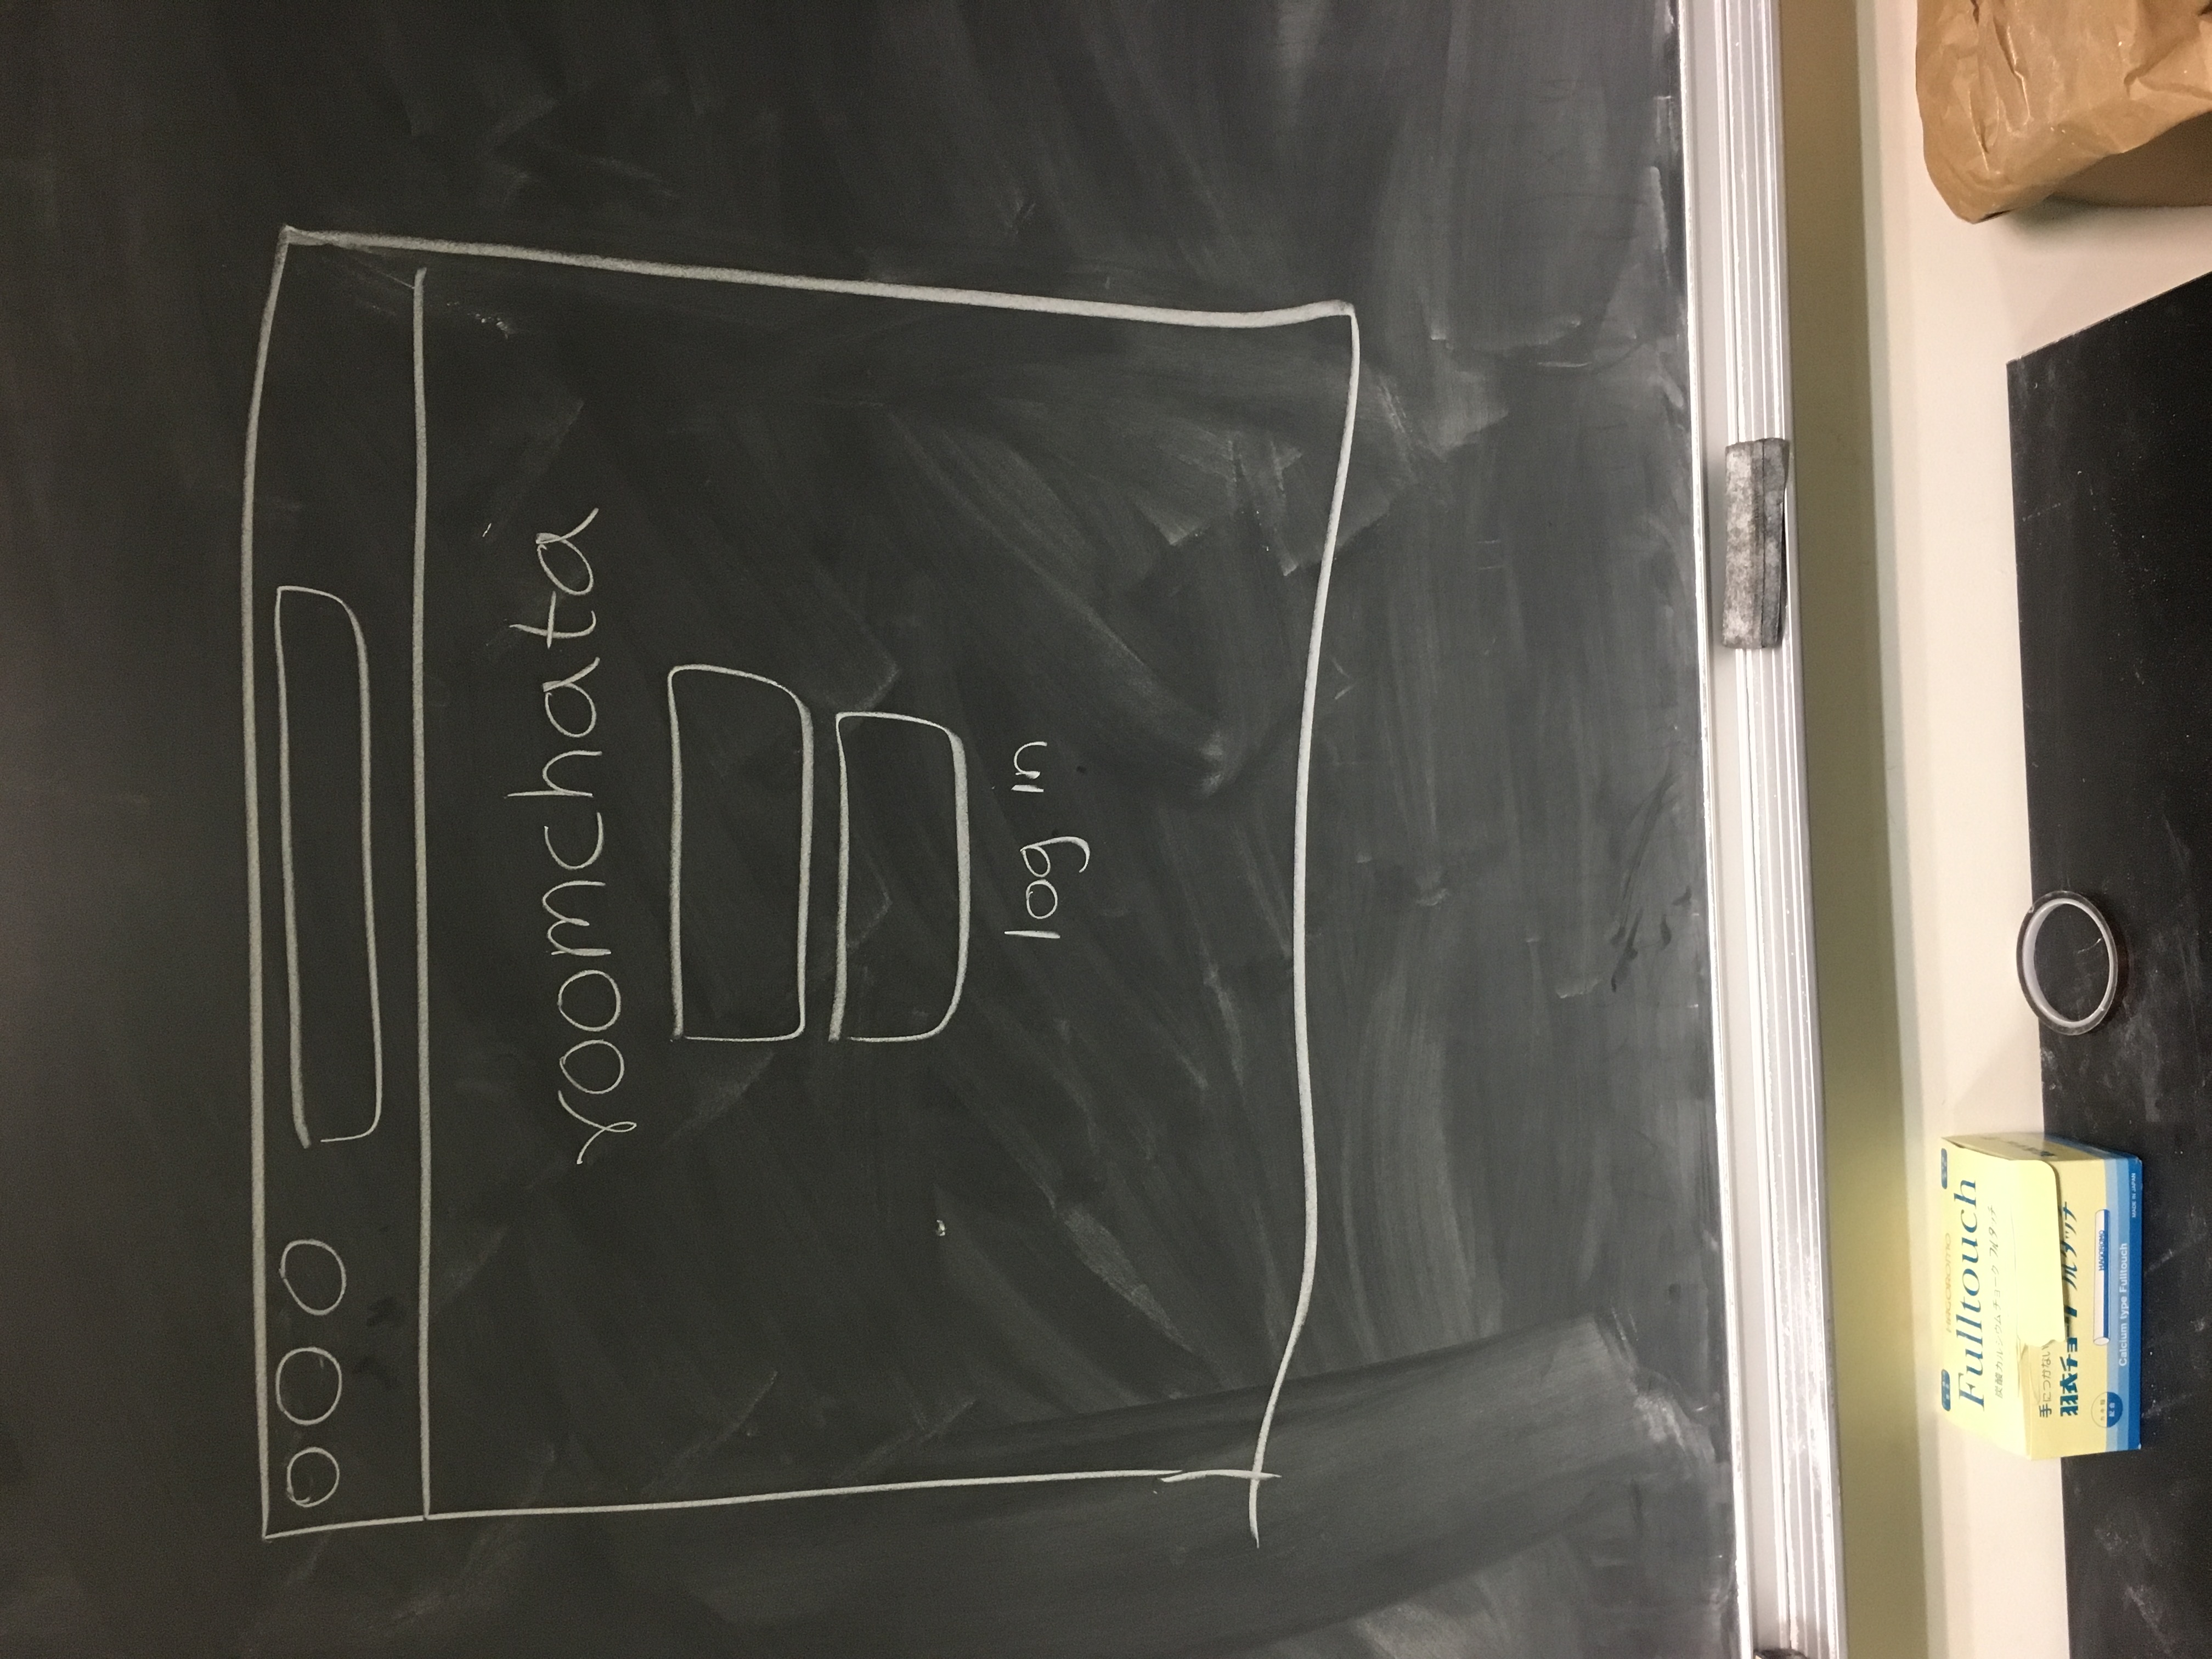 roomchata
log in
HAGOROMO
Fulltouch
炭酸カルシウムチョーク フルタッチ
手につかない
羽衣チョーク フルタッチ
HAGOROMO
Calcium type Fulltouch
MADE IN JAPAN